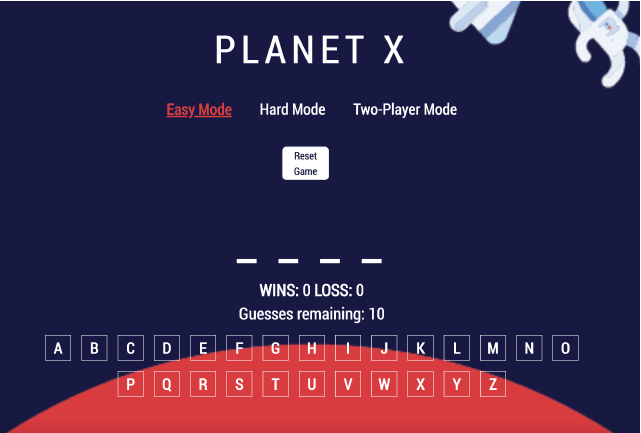 PLANET X
Easy Mode Hard Mode Two-Player Mode
Reset
Game
_ _ _ _
WINS: 0 LOSS: 0
Guesses remaining: 10
A B C D E F G H I J K L M N O
P Q R S T U V W X Y Z